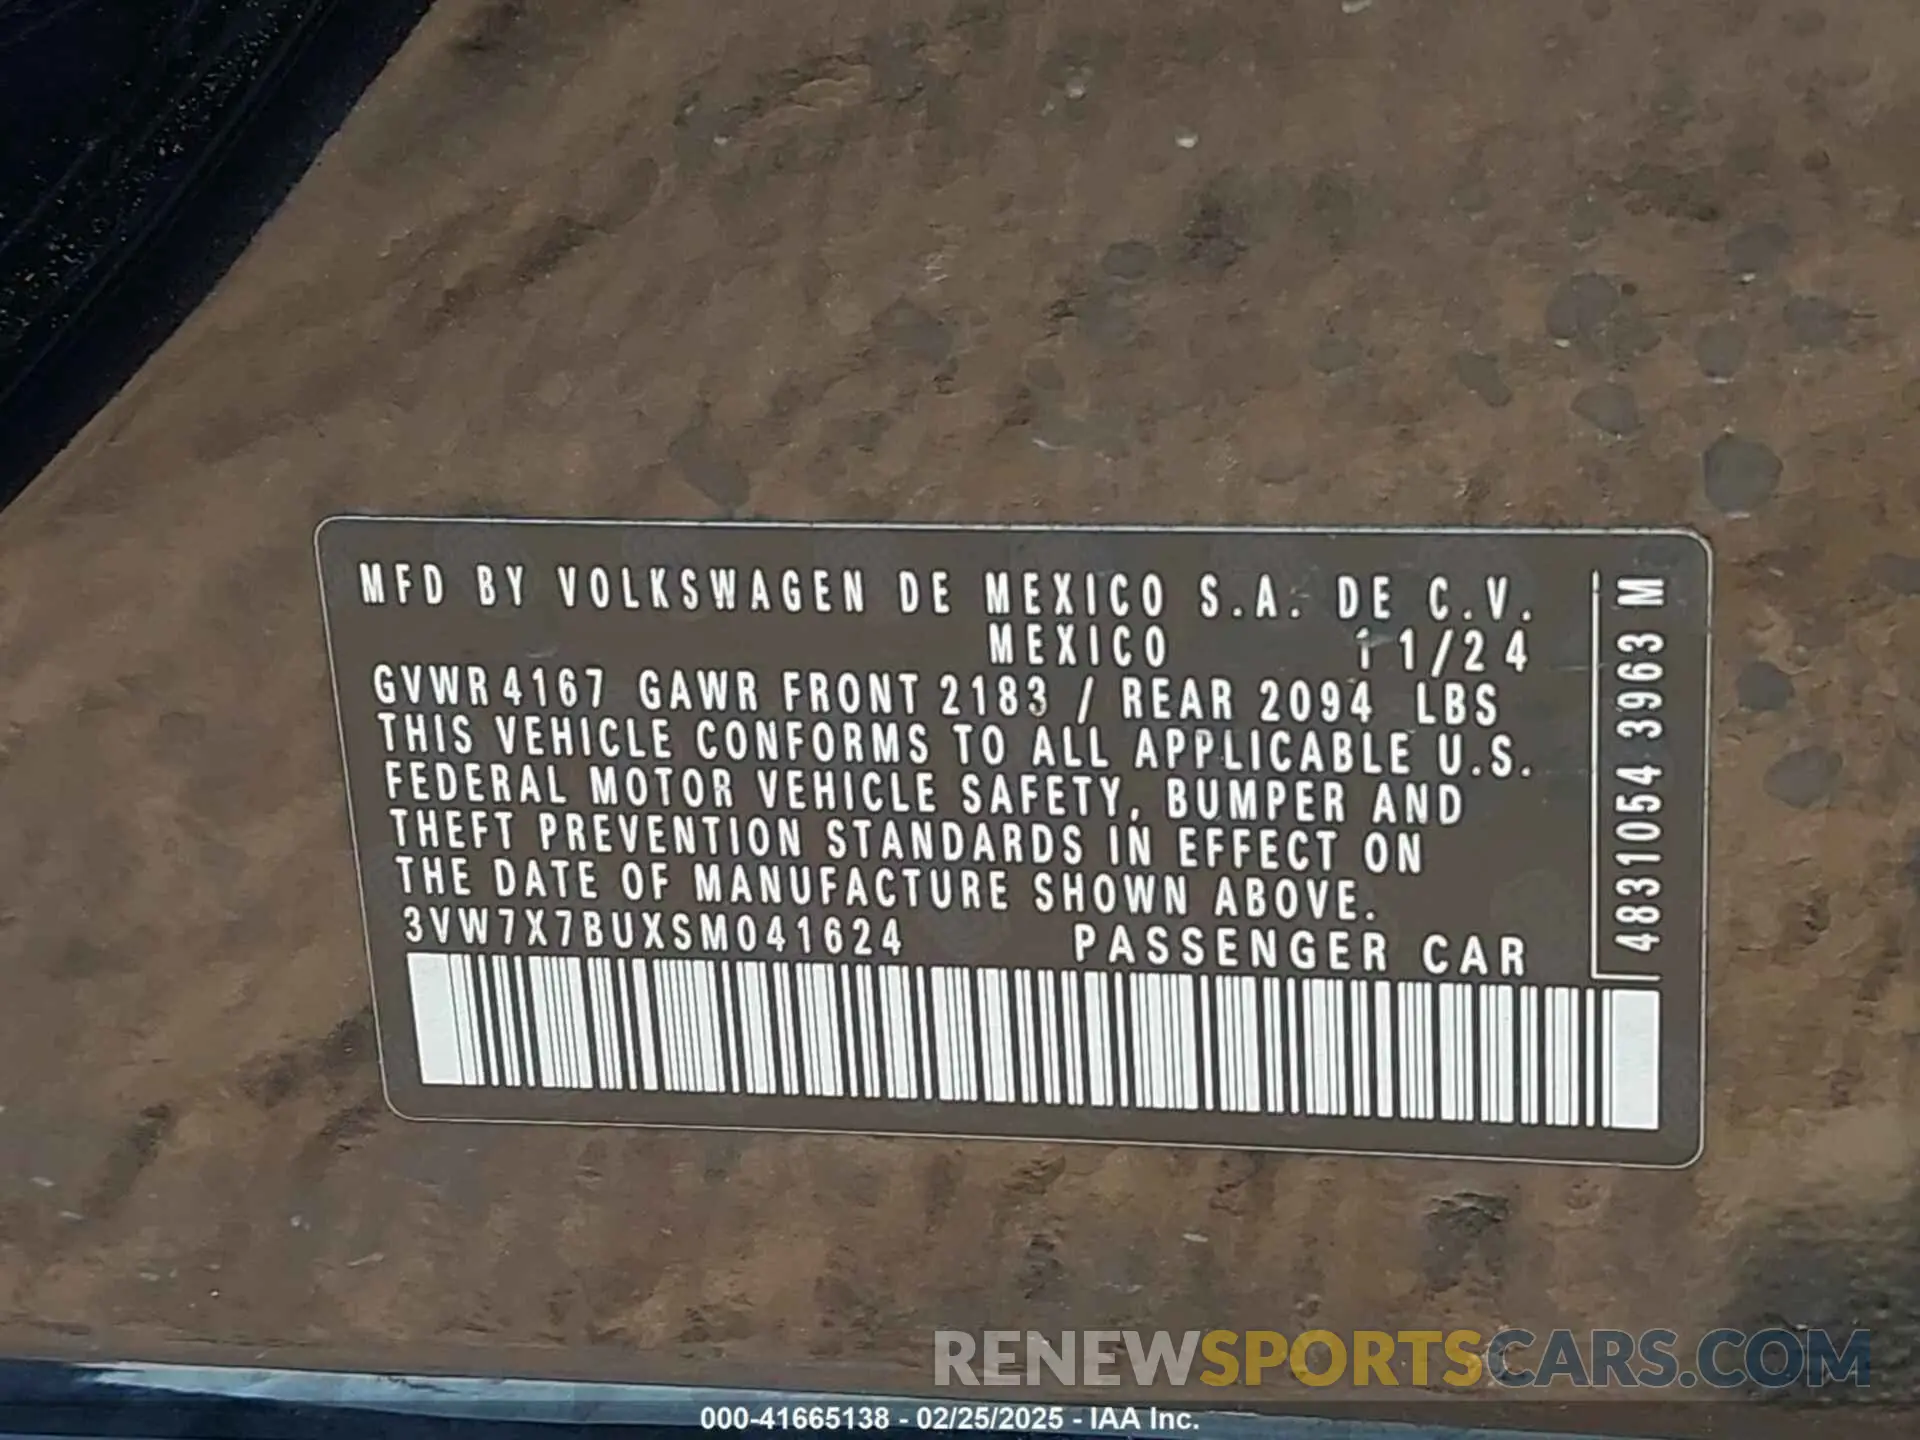 MFD BY VOLKSWAGEN DE MEXICO S.A. DE C.V.
MEXICO 11/24
GVWR 4167 GAWR FRONT 2183 / REAR 2094 LBS
THIS VEHICLE CONFORMS TO ALL APPLICABLE U.S.
FEDERAL MOTOR VEHICLE SAFETY, BUMPER AND
THEFT PREVENTION STANDARDS IN EFFECT ON
THE DATE OF MANUFACTURE SHOWN ABOVE.
3VW7X7BUXSM041624 PASSENGER CAR
4831054 3963 M
RENEWSPORTSCARS.COM
000-41665138 - 02/25/2025 - IAA Inc.